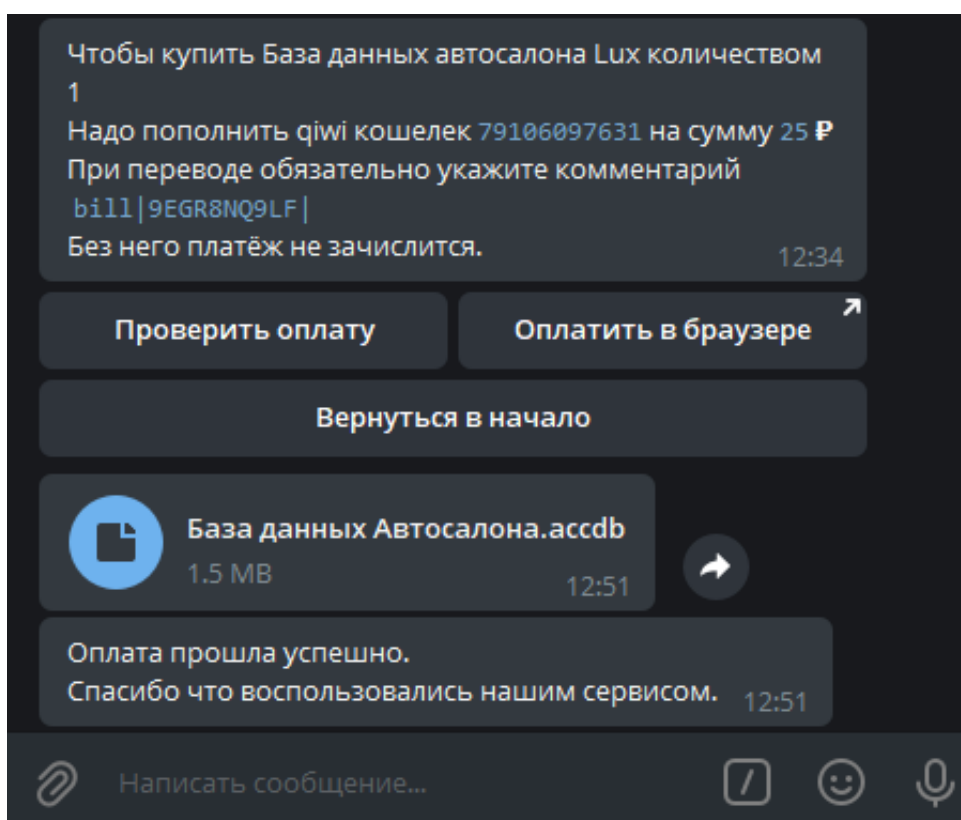 Чтобы купить База данных автосалона Lux количеством
1
Надо пополнить qiwi кошелек 79106097631 на сумму 25 ₽
При переводе обязательно укажите комментарий
bill|9EGR8NQ9LF|
Без него платёж не зачислится.
12:34
Проверить оплату
Оплатить в браузере
Вернуться в начало
База данных Автосалона.accdb
1.5 MB
12:51
Оплата прошла успешно.
Спасибо что воспользовались нашим сервисом.
12:51
Написать сообщение...